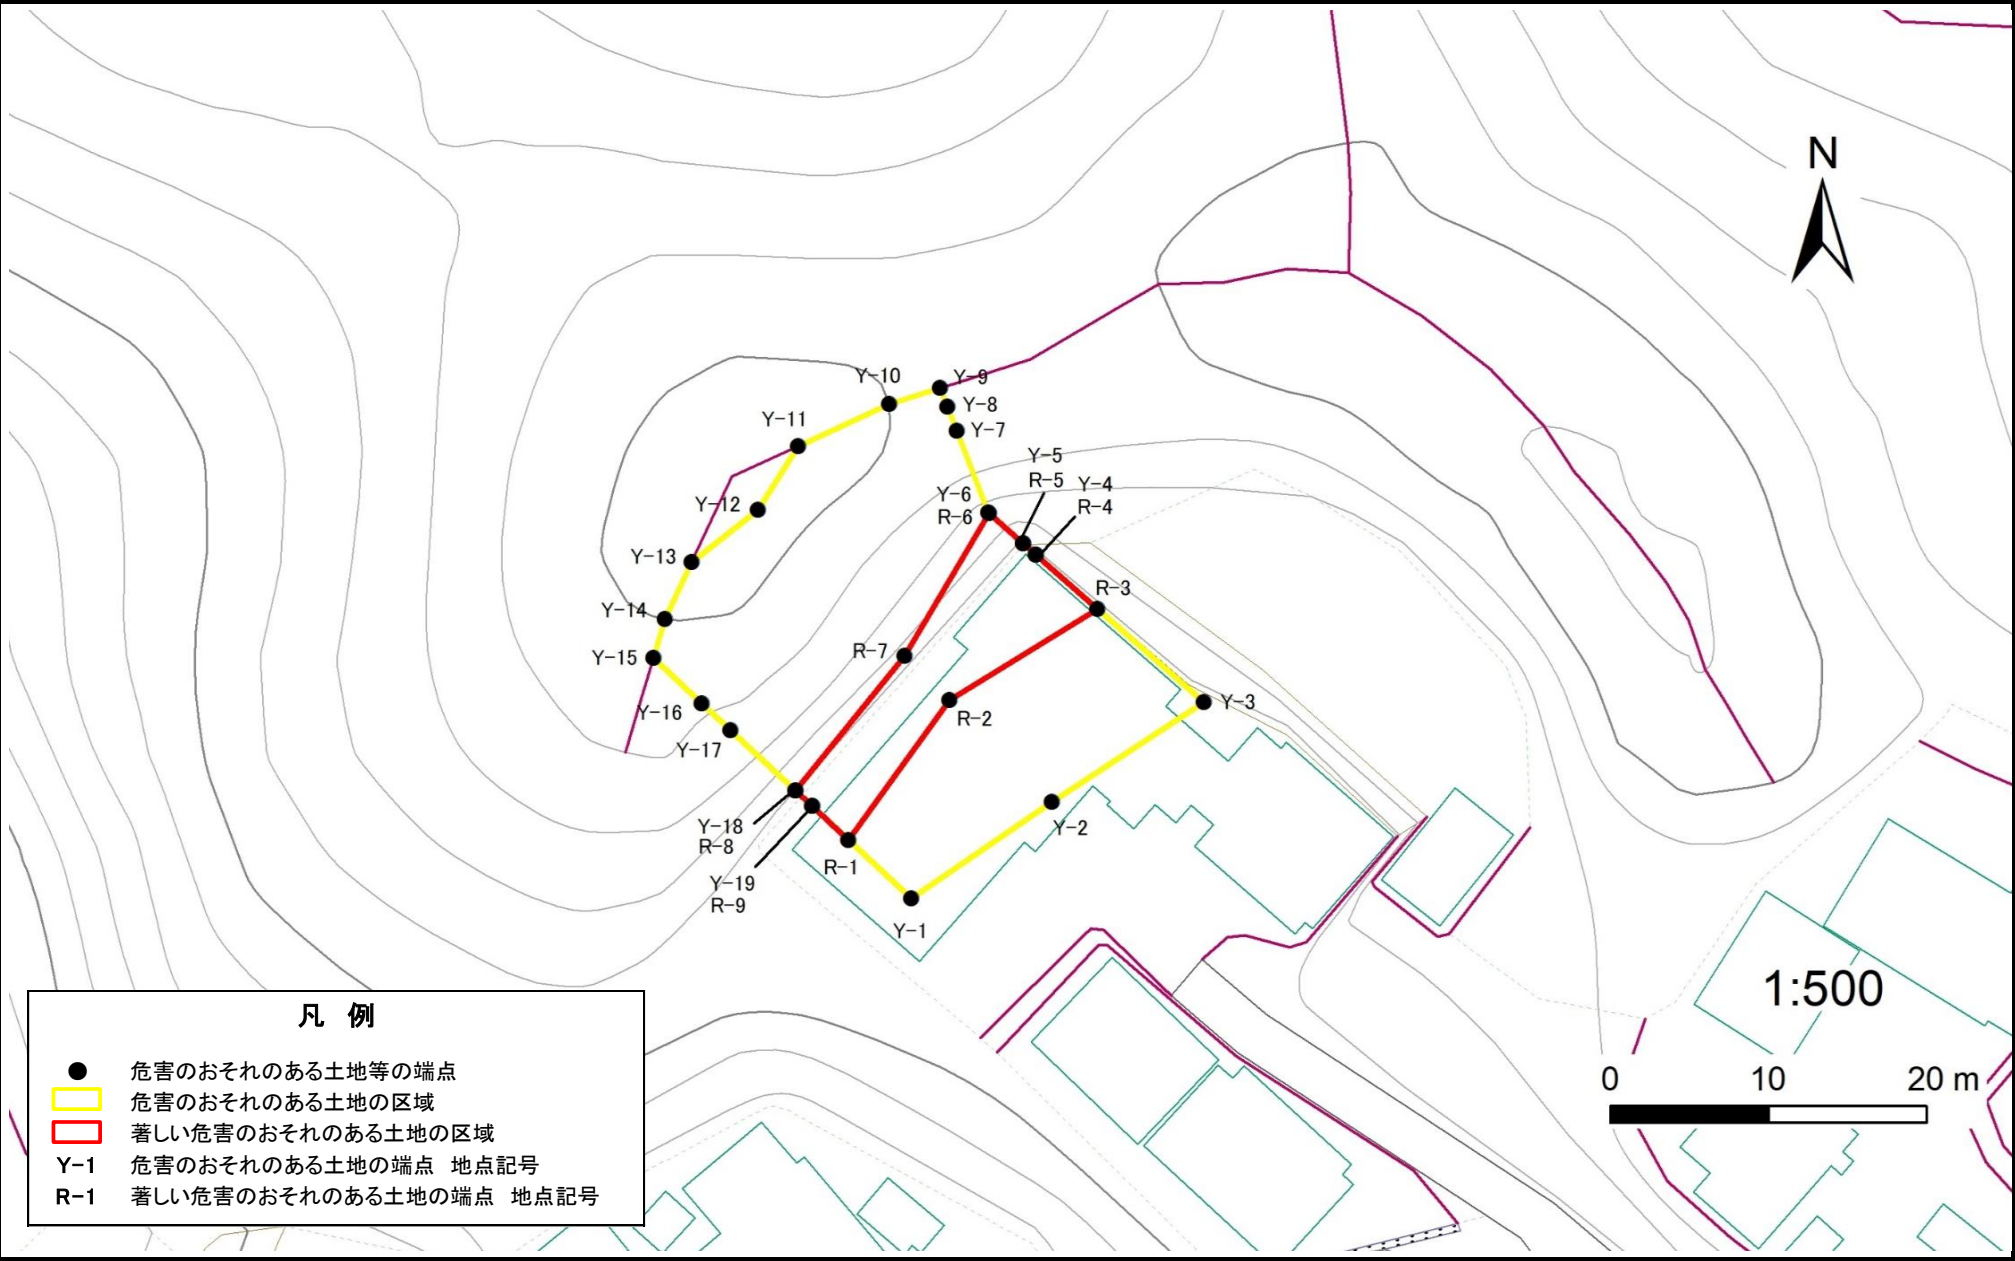 N
Y-10
Y-9
Y-8
Y-11
Y-7
Y-5
R-5
Y-4
R-4
Y-6
R-6
Y-12
Y-13
R-3
Y-14
R-7
Y-15
Y-16
R-2
Y-3
Y-17
Y-18
R-8
Y-2
R-1
Y-19
R-9
Y-1
1:500
0 10 20 m
凡 例
危害のおそれのある土地等の端点
危害のおそれのある土地の区域
著しい危害のおそれのある土地の区域
Y-1 危害のおそれのある土地の端点 地点記号
R-1 著しい危害のおそれのある土地の端点 地点記号